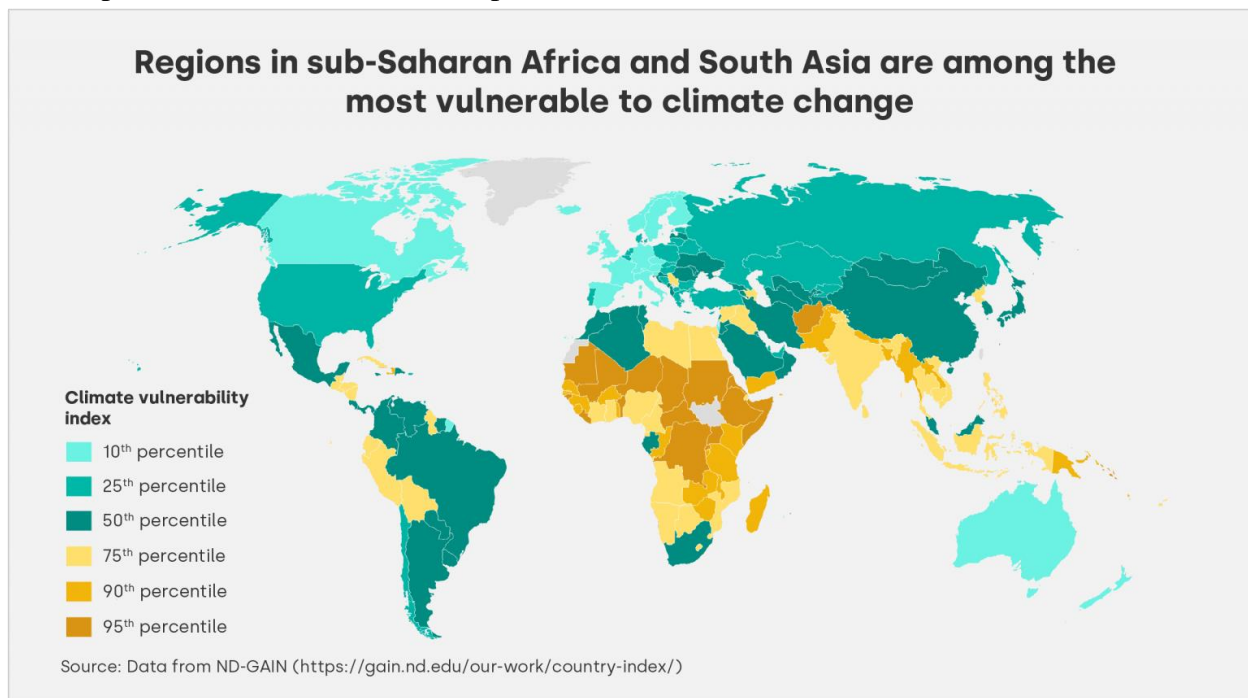 Regions in sub-Saharan Africa and South Asia are among the
most vulnerable to climate change
Climate vulnerability
index
10th percentile
25th percentile
50th percentile
75th percentile
90th percentile
95th percentile
Source: Data from ND-GAIN (https://gain.nd.edu/our-work/country-index/)